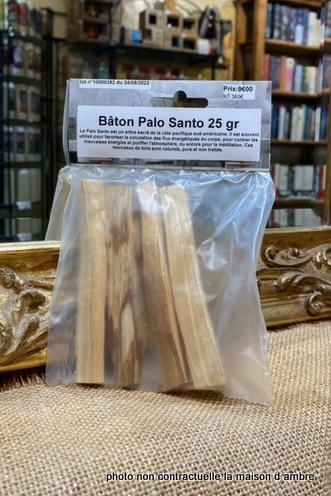 lot n°10000392 du 24/06/2022
Prix:9€00
k/l 360€
Bâton Palo Santo 25 gr
Le Palo Santo est un arbre sacré de la côte pacifique sud-américaine. Il est souvent
utilisé pour favoriser la circulation des flux énergétiques du corps, pour contrer les
mauvaises énergies et purifier l'atmosphère, ou encore pour la méditation. Ces
morceaux de bois sont naturels, purs et non traités.
photo non contractuelle la maison d'ambre